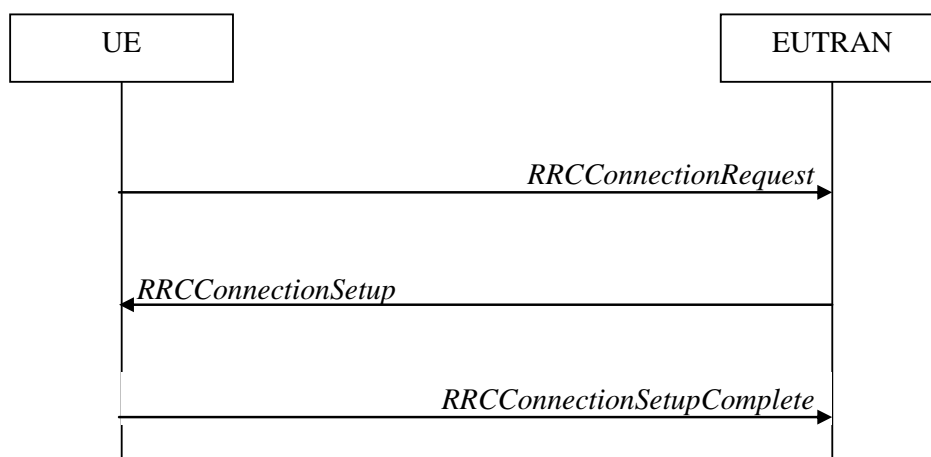 UE
EUTRAN
RRCConnectionRequest
RRCConnectionSetup
RRCConnectionSetupComplete